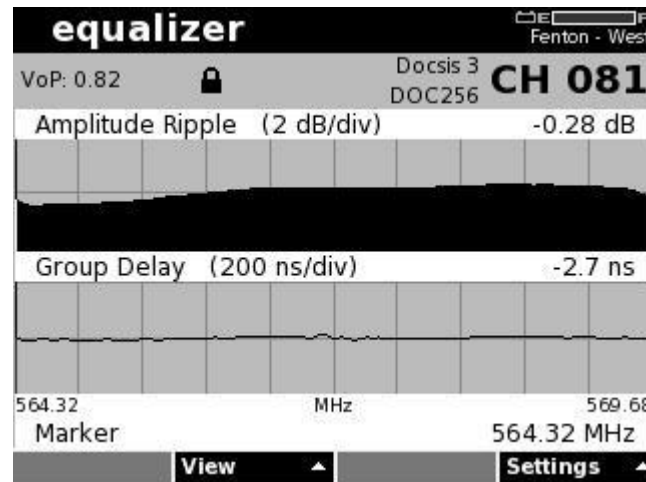 equalizer
E F
Fenton - West
VoP: 0.82
Docsis 3
DOC256
CH 081
Amplitude Ripple (2 dB/div) -0.28 dB
Group Delay (200 ns/div) -2.7 ns
564.32 MHz 569.68
Marker 564.32 MHz
View Settings